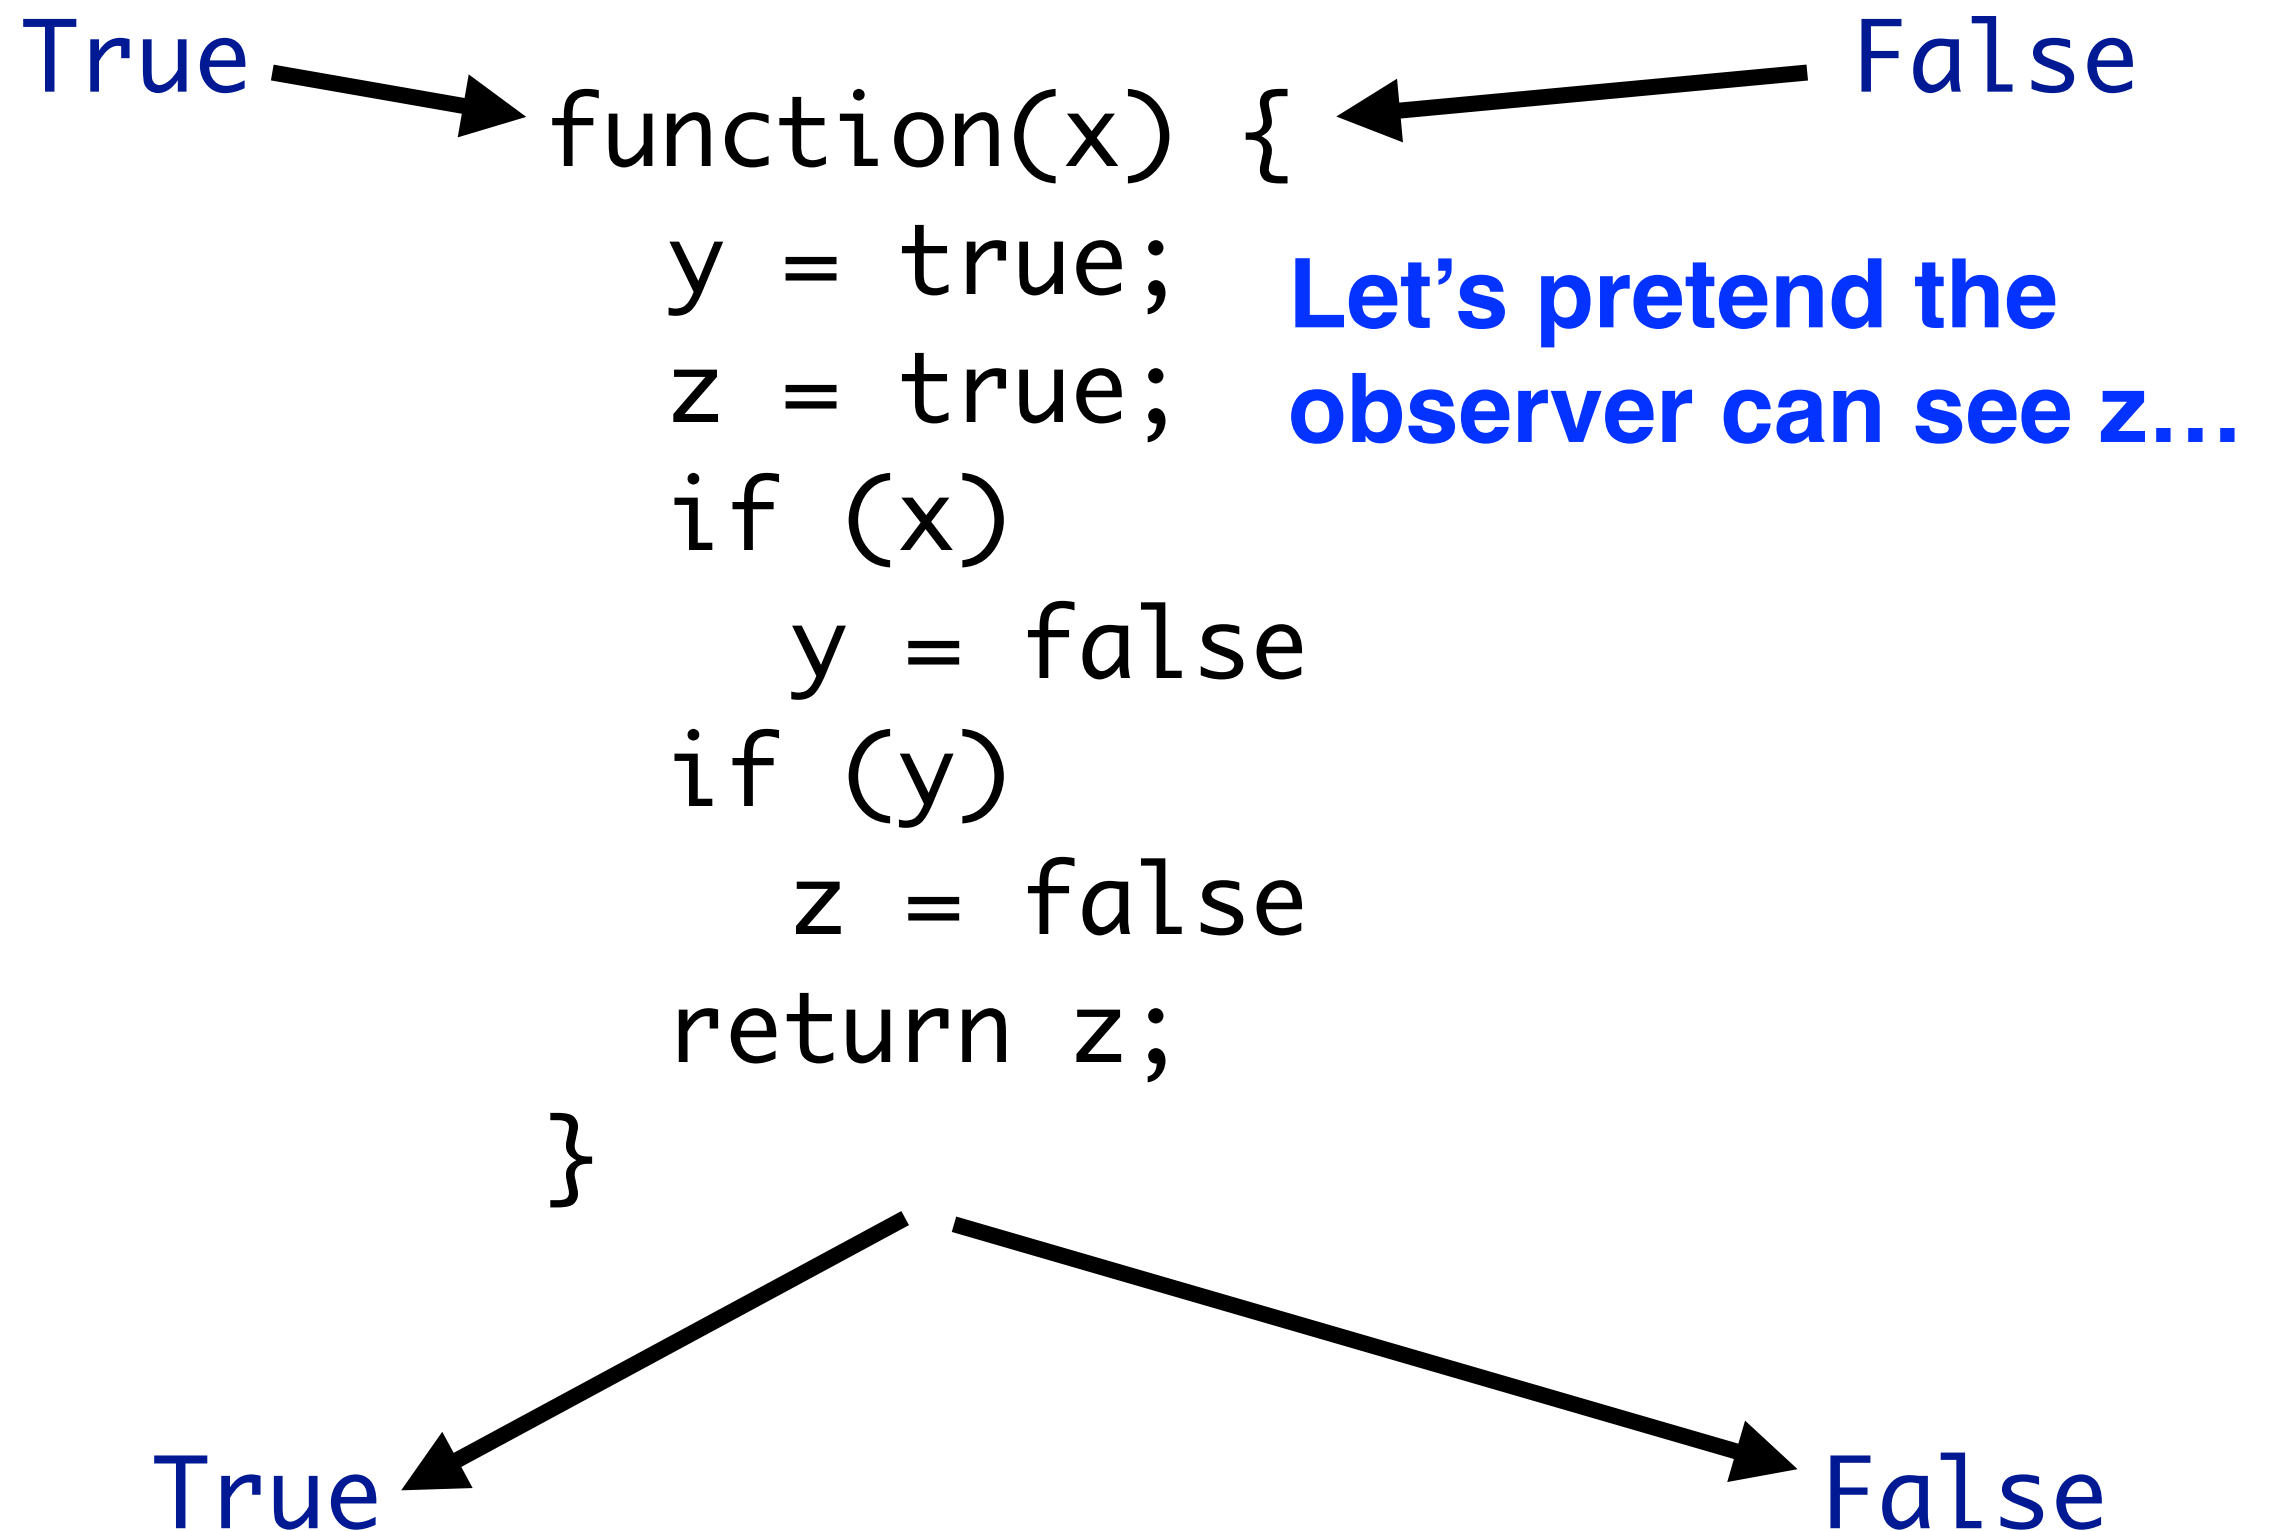 True
False
function(x) {
y = true;
z = true;
Let’s pretend the
observer can see z…
if (x)
y = false
if (y)
z = false
return z;
}
True
False